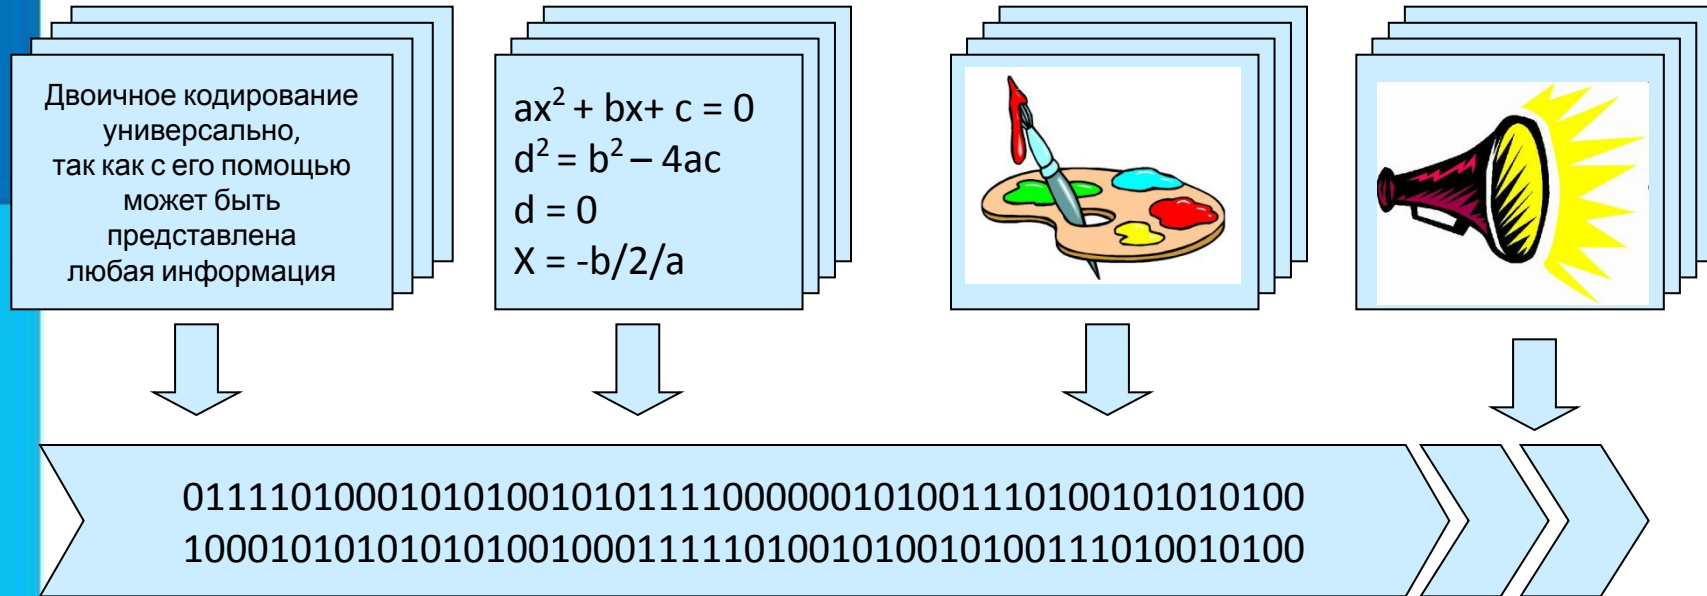 Двоичное кодирование
универсально,
так как с его помощью
может быть
представлена
любая информация
ax² + bx+ c = 0
d² = b² – 4ac
d = 0
X = -b/2/a
0111101000101010010101111000000101001110100101010100
1000101010101010010001111101001010010100111010010100